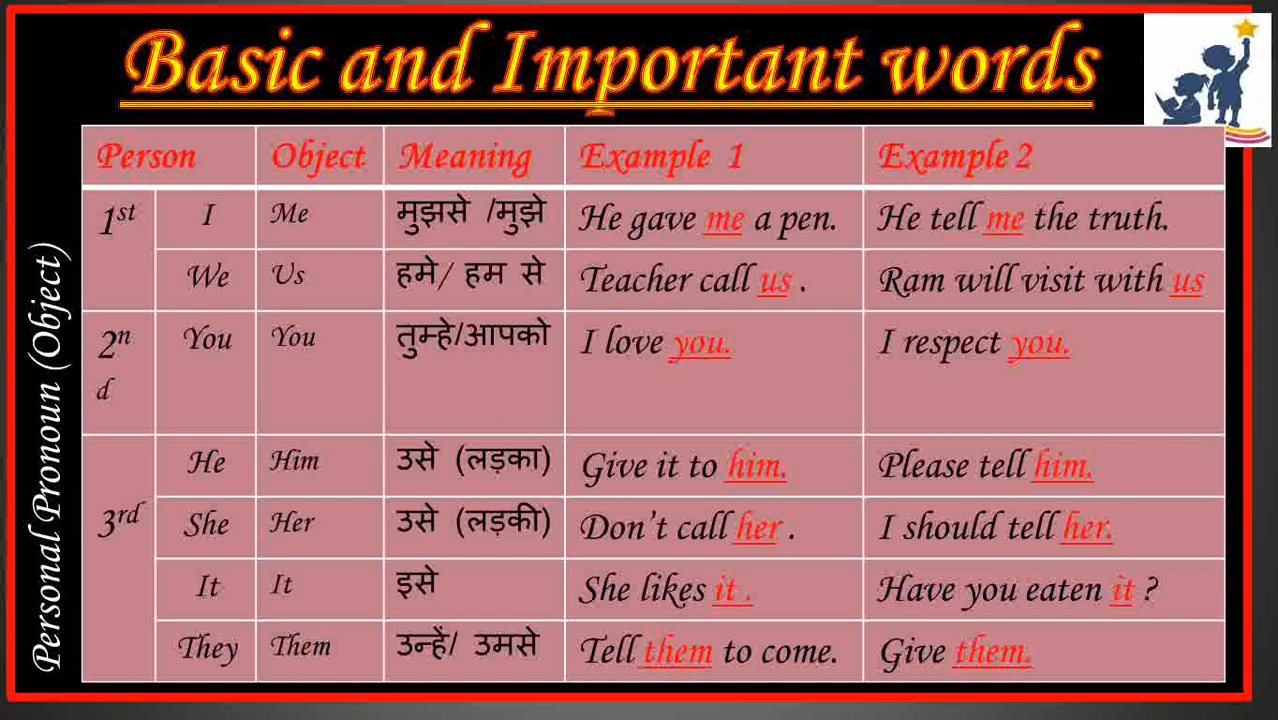 Basic and Important words
Personal Pronoun (Object)
Person Object Meaning Example 1 Example 2
1st I Me मुझसे /मुझे He gave me a pen. He tell me the truth.
We Us हमे/ हम से Teacher call us . Ram will visit with us
2n You You तुम्हे/आपको I love you. I respect you.
d
He Him उसे (लड़का) Give it to him. Please tell him.
3rd She Her उसे (लड़की) Don't call her . I should tell her.
It It इसे She likes it . Have you eaten it ?
They Them उन्हें/ उमसे Tell them to come. Give them.